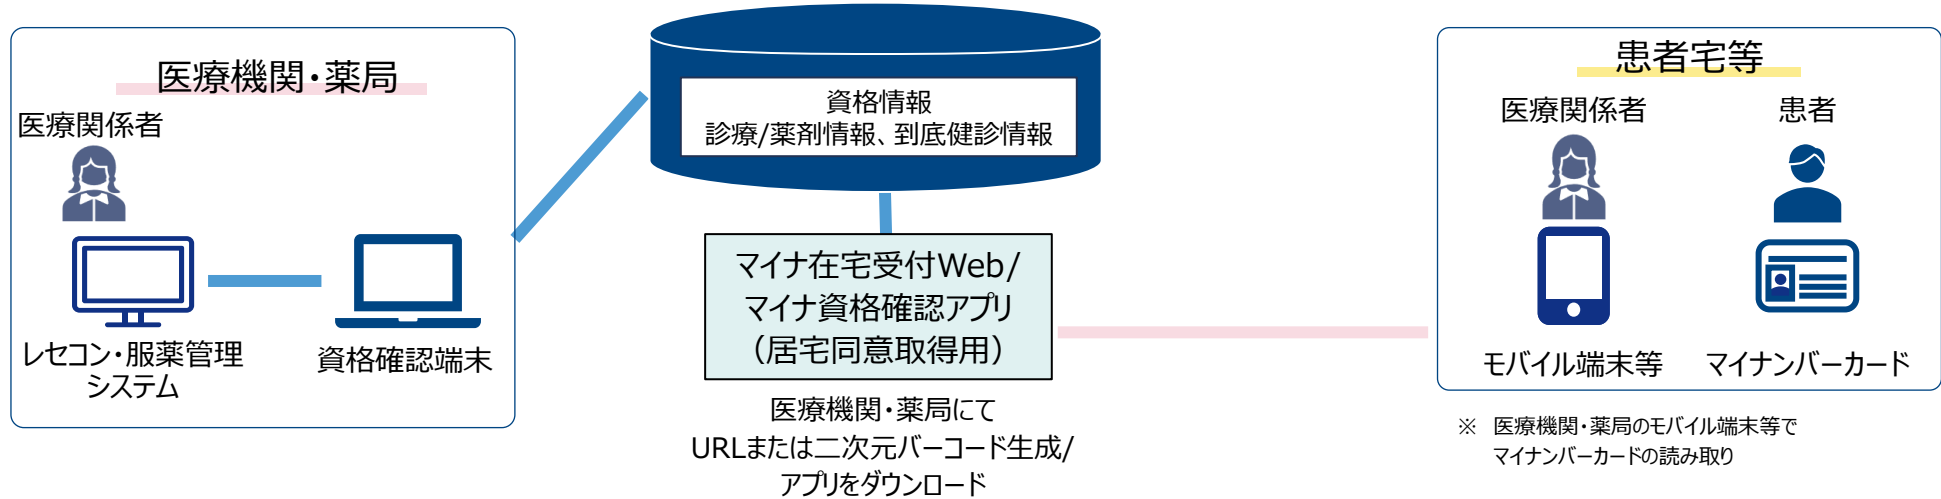 医療機関・薬局
医療関係者
レセコン・服薬管理
システム
資格確認端末
資格情報
診療/薬剤情報、到底健診情報
マイナ在宅受付Web/
マイナ資格確認アプリ
（居宅同意取得用）
医療機関・薬局にて
URLまたは二次元バーコード生成/
アプリをダウンロード
患者宅等
医療関係者
患者
モバイル端末等
マイナンバーカード
※ 医療機関・薬局のモバイル端末等で
マイナンバーカードの読み取り